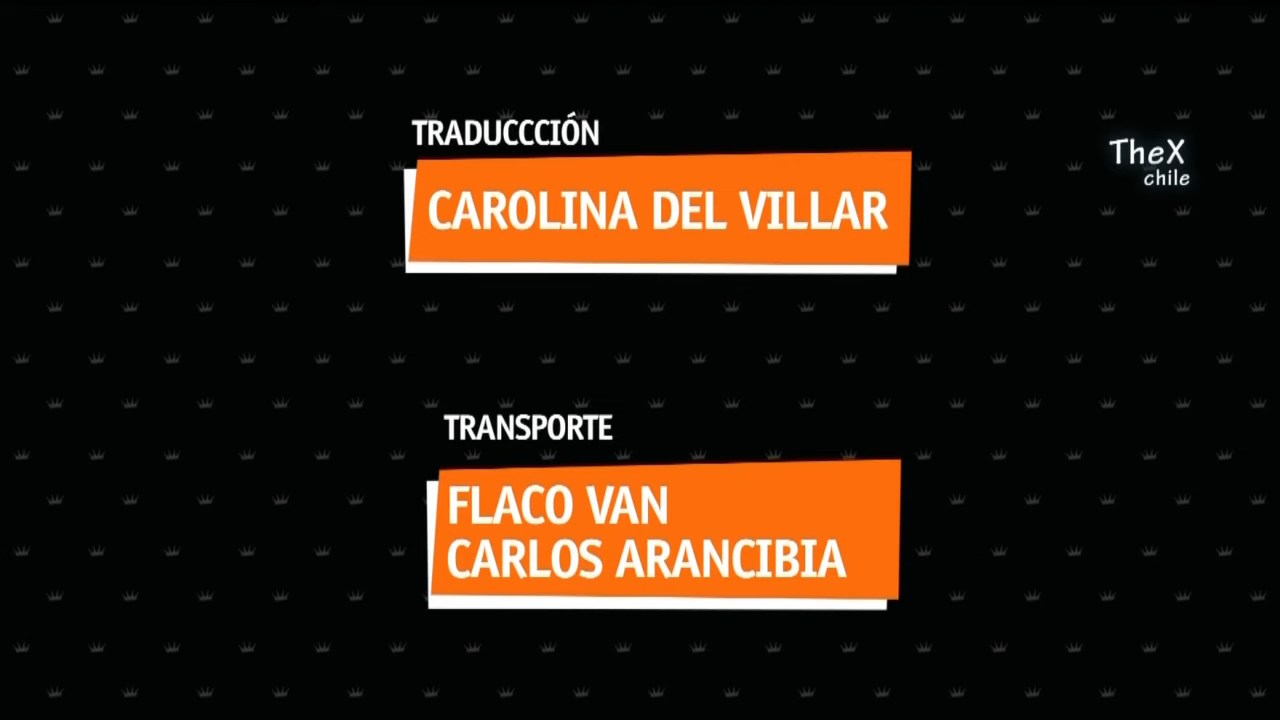 TRADUCCCIÓN
CAROLINA DEL VILLAR
TheX
chile
TRANSPORTE
FLACO VAN
CARLOS ARANCIBIA